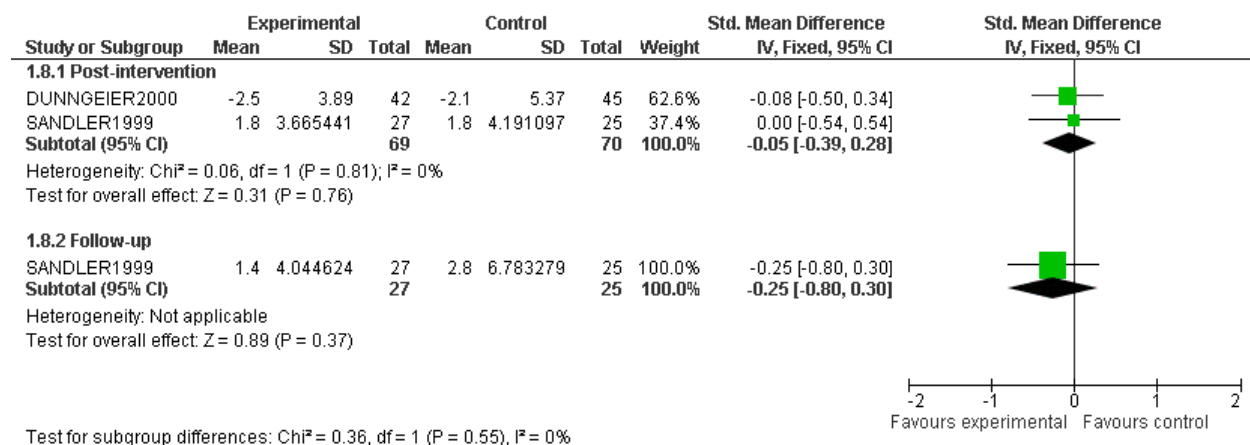 Experimental Control Std. Mean Difference Std. Mean Difference
Study or Subgroup Mean SD Total Mean SD Total Weight IV, Fixed, 95% CI IV, Fixed, 95% CI
1.8.1 Post-intervention
DUNNGEIER2000 -2.5 3.89 42 -2.1 5.37 45 62.6% -0.08 [-0.50, 0.34]
SANDLER1999 1.8 3.665441 27 1.8 4.191097 25 37.4% 0.00 [-0.54, 0.54]
Subtotal (95% CI) 69 70 100.0% -0.05 [-0.39, 0.28]
Heterogeneity: Chi² = 0.06, df = 1 (P = 0.81); I² = 0%
Test for overall effect: Z = 0.31 (P = 0.76)
1.8.2 Follow-up
SANDLER1999 1.4 4.044624 27 2.8 6.783279 25 100.0% -0.25 [-0.80, 0.30]
Subtotal (95% CI) 27 25 100.0% -0.25 [-0.80, 0.30]
Heterogeneity: Not applicable
Test for overall effect: Z = 0.89 (P = 0.37)
-2 -1 0 1 2
Favours experimental Favours control
Test for subgroup differences: Chi² = 0.36, df = 1 (P = 0.55), I² = 0%